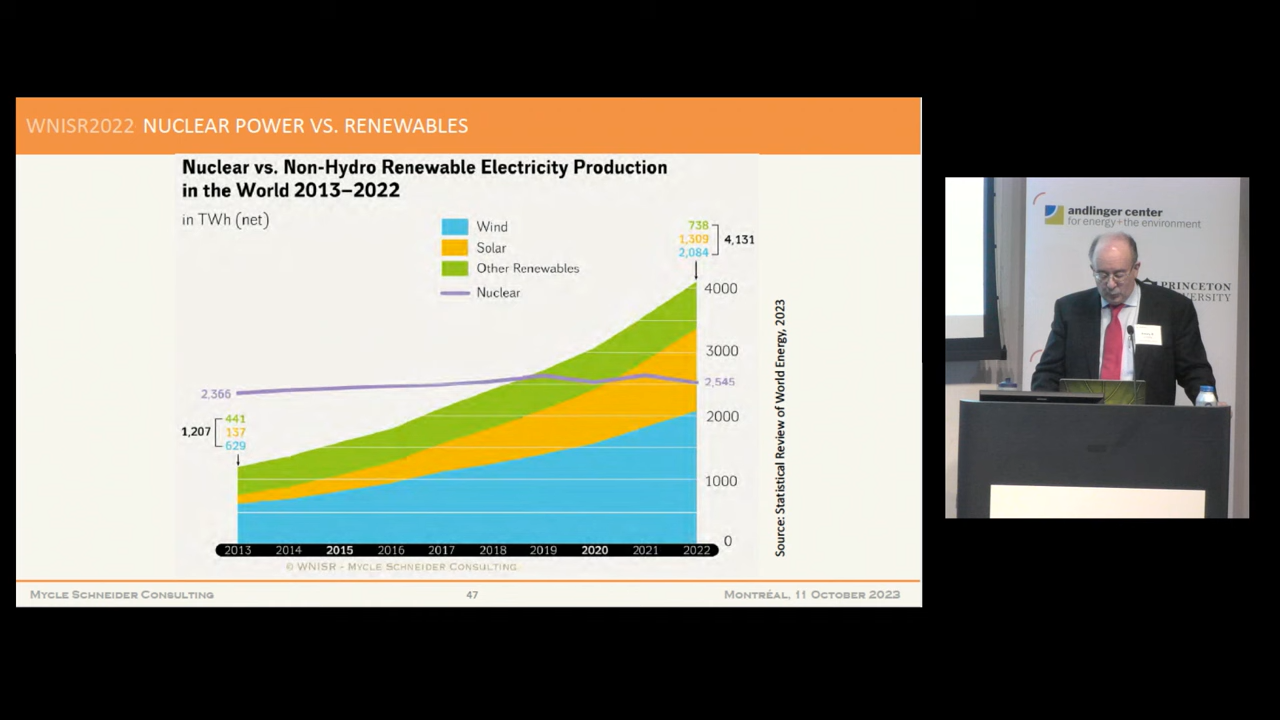 WNISR2022 NUCLEAR POWER VS. RENEWABLES
Nuclear vs. Non-Hydro Renewable Electricity Production
in the World 2013–2022
in TWh (net)
Wind
Solar
Other Renewables
Nuclear
738
1,309
2,084
4,131
4000
3000
2,545
2000
1000
0
2,366
441
1,207
137
629
2013 2014 2015 2016 2017 2018 2019 2020 2021 2022
© WNISR - MYCLE SCHNEIDER CONSULTING
Source: Statistical Review of World Energy, 2023
MYCLE SCHNEIDER CONSULTING
47
MONTRÉAL, 11 OCTOBER 2023
andlinger center
for energy+the environment
PRINCETON